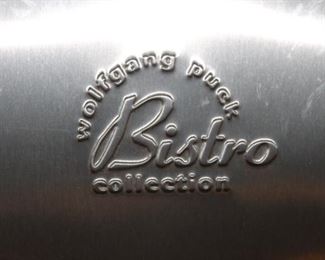 wolfgang puck
Bistro
collection